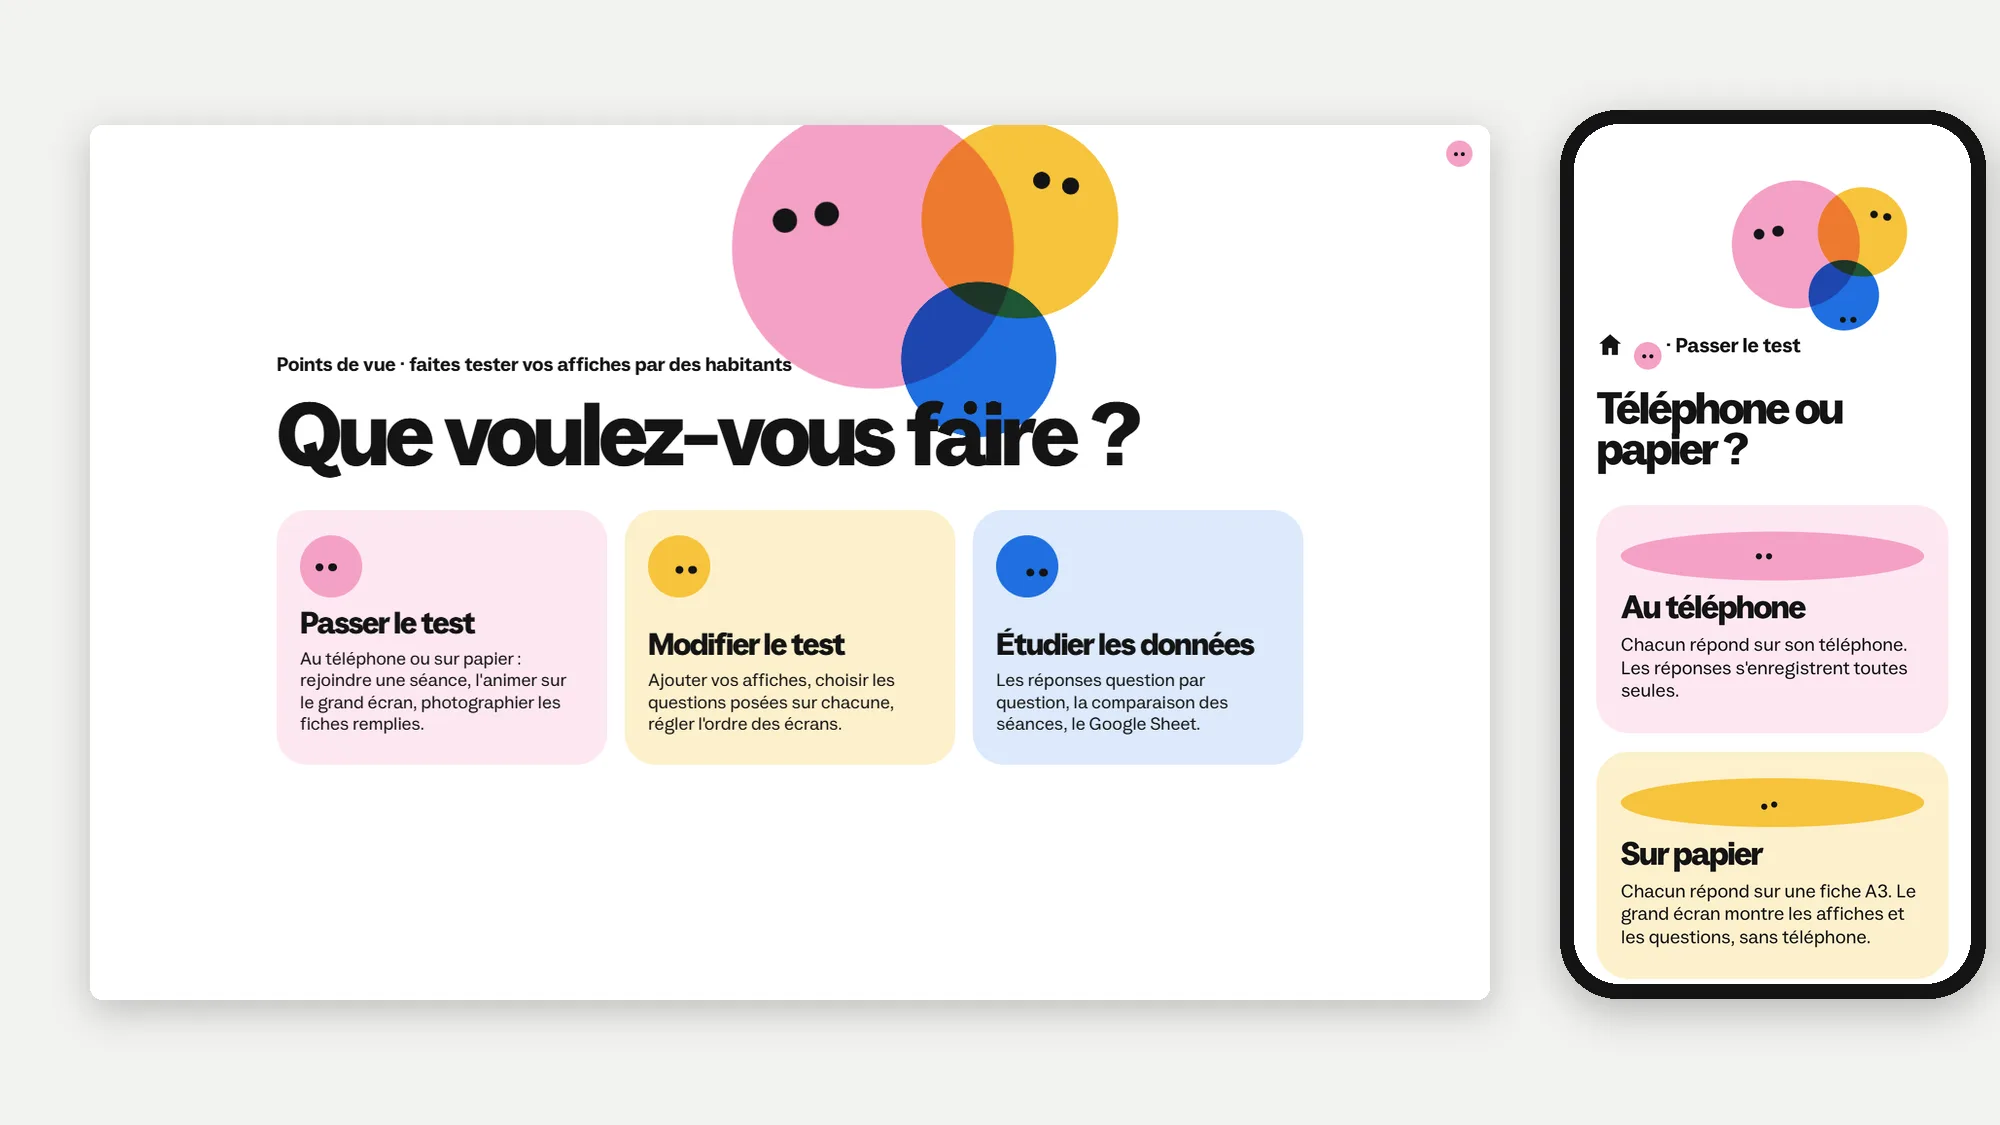 Points de vue · faites tester vos affiches par des habitants
Que voulez-vous faire ?
Passer le test
Au téléphone ou sur papier :
rejoindre une séance, l'animer sur
le grand écran, photographier les
fiches remplies.
Modifier le test
Ajouter vos affiches, choisir les
questions posées sur chacune,
régler l'ordre des écrans.
Étudier les données
Les réponses question par
question, la comparaison des
séances, le Google Sheet.
· Passer le test
Téléphone ou
papier ?
Au téléphone
Chacun répond sur son téléphone.
Les réponses s'enregistrent toutes
seules.
Sur papier
Chacun répond sur une fiche A3. Le
grand écran montre les affiches et
les questions, sans téléphone.